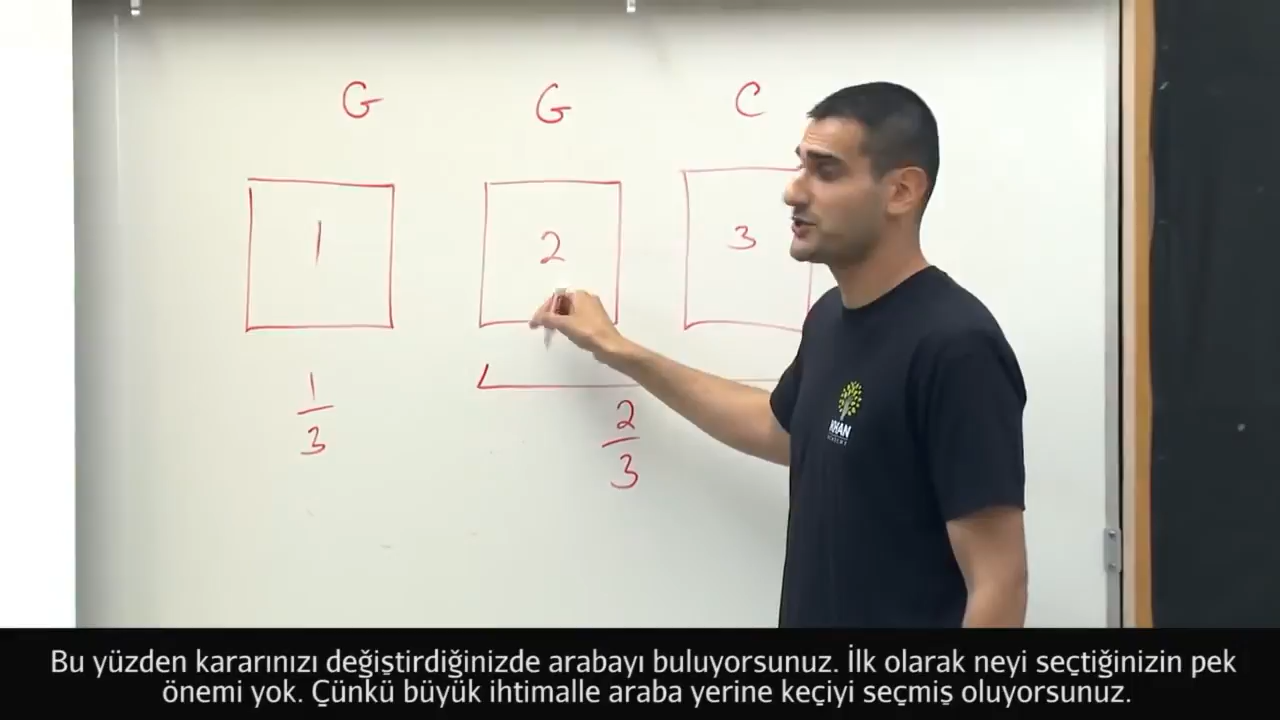 G G C
1 2 3
1/3 2/3
KHAN
Bu yüzden kararınızı değiştirdiğinizde arabayı buluyorsunuz. İlk olarak neyi seçtiğinizin pek
önemi yok. Çünkü büyük ihtimalle araba yerine keçiyi seçmiş oluyorsunuz.